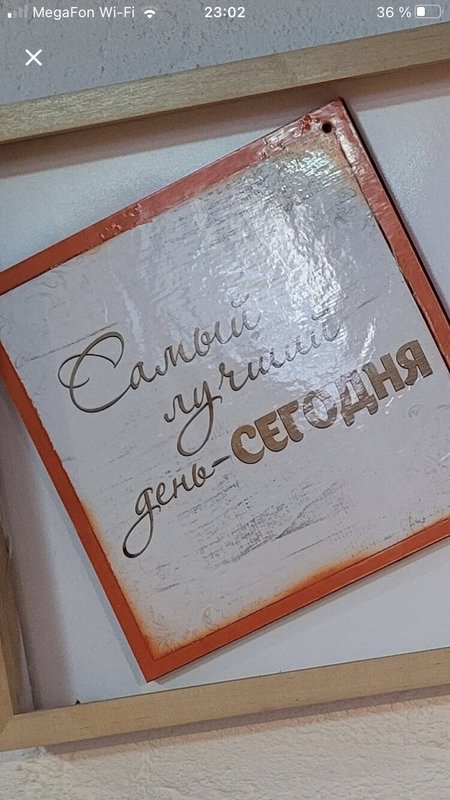 MegaFon Wi-Fi 23:02 36 %
Самый
лучший
день-СЕГОДНЯ